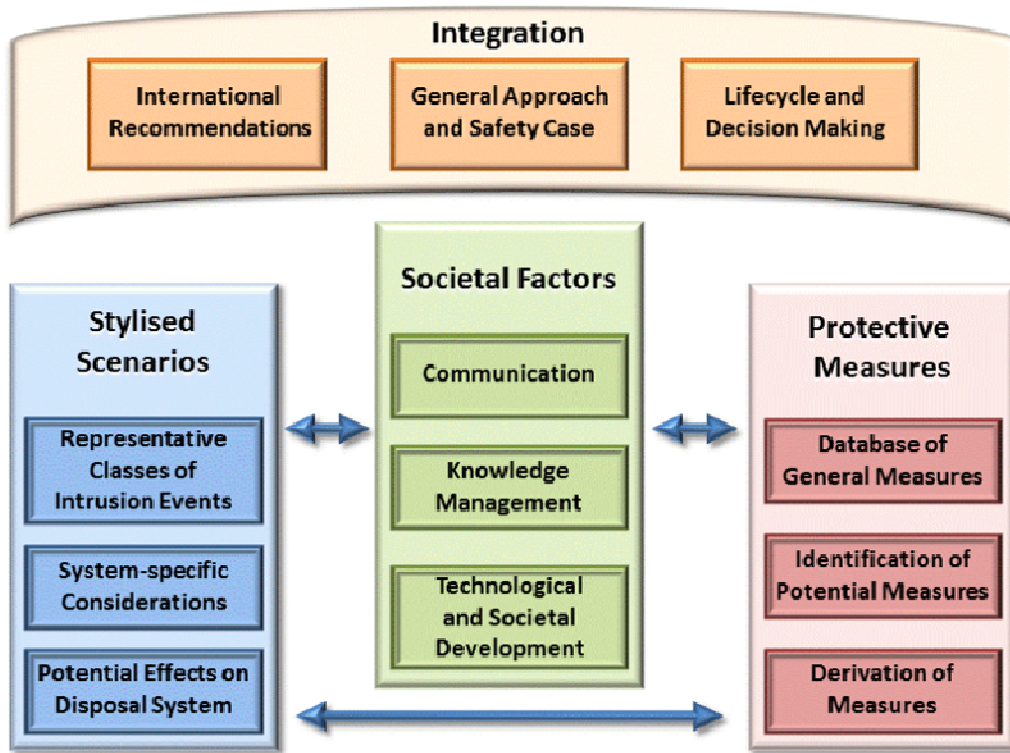 Integration
International
Recommendations
General Approach
and Safety Case
Lifecycle and
Decision Making
Stylised
Scenarios
Representative
Classes of
Intrusion Events
System-specific
Considerations
Potential Effects on
Disposal System
Societal Factors
Communication
Knowledge
Management
Technological
and Societal
Development
Protective
Measures
Database of
General Measures
Identification of
Potential Measures
Derivation of
Measures